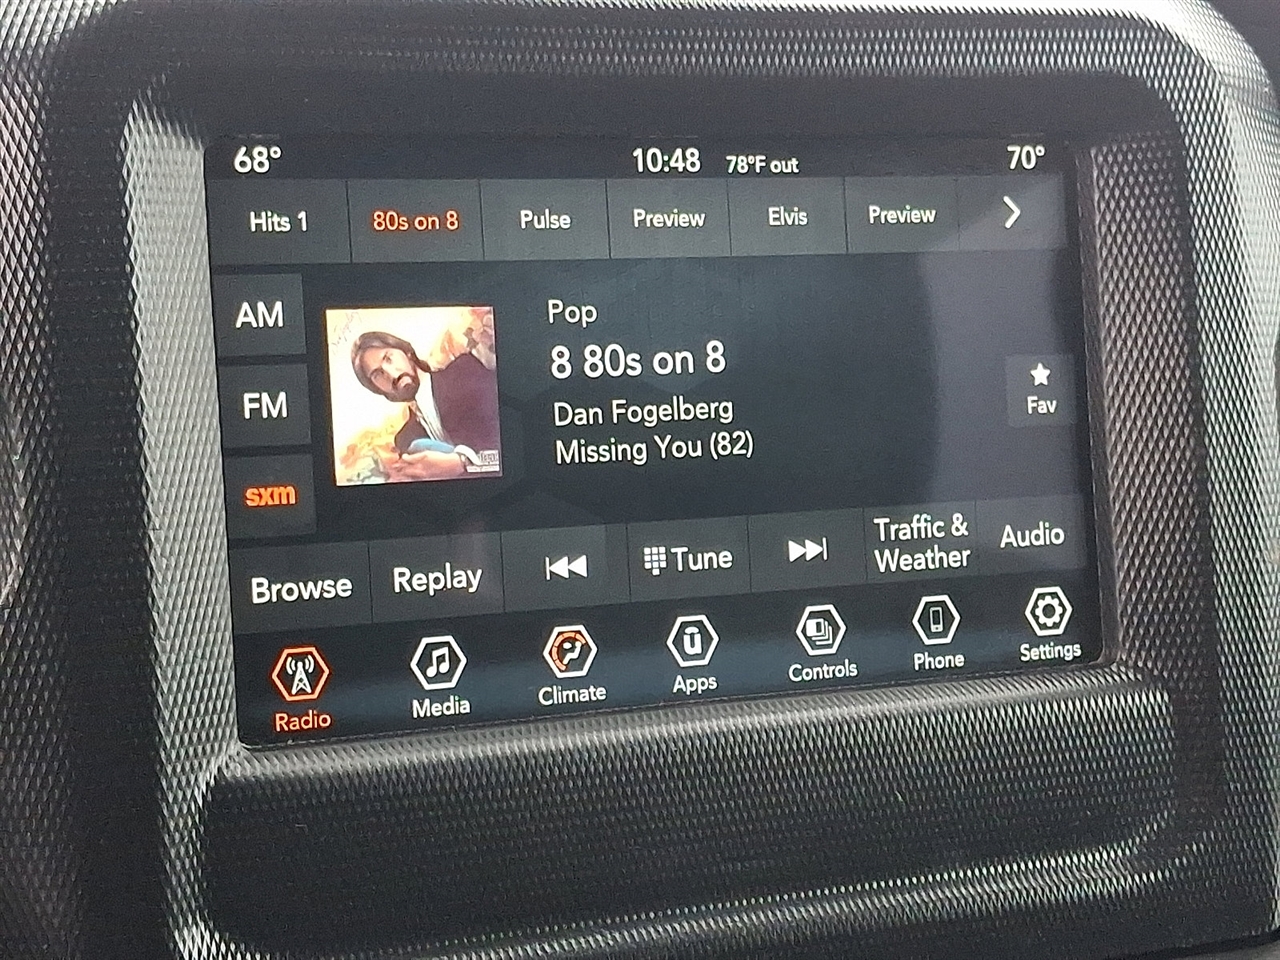 68° 10:48 78°F out 70°
Hits 1 80s on 8 Pulse Preview Elvis Preview
AM
FM
sxm
Pop
8 80s on 8
Dan Fogelberg
Missing You (82)
Fav
Browse Replay Tune Traffic & Weather Audio
Radio Media Climate Apps Controls Phone Settings